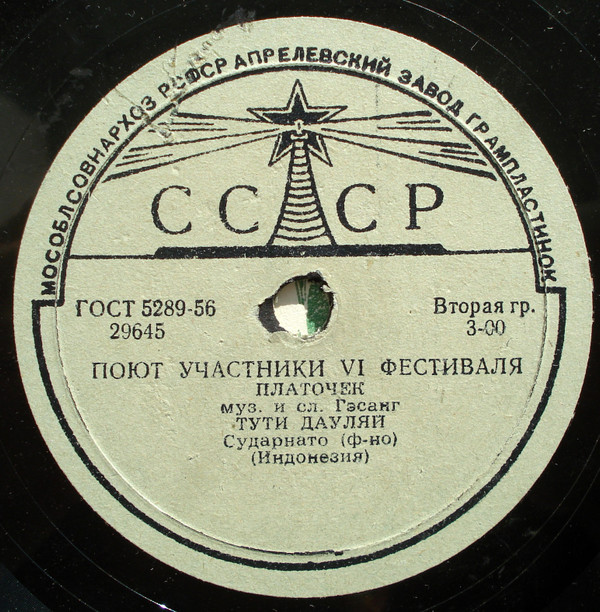 МОСОБЛСОВНАРХОЗ РСФСР АПРЕЛЕВСКИЙ ЗАВОД ГРАМПЛАСТИНОК
СССР
ГОСТ 5289-56
29645
Вторая гр.
3-00
ПОЮТ УЧАСТНИКИ VI ФЕСТИВАЛЯ
ПЛАТОЧЕК
муз. и сл. Гэсанг
ТУТИ ДАУЛЯЙ
Сударнато (ф-но)
(Индонезия)